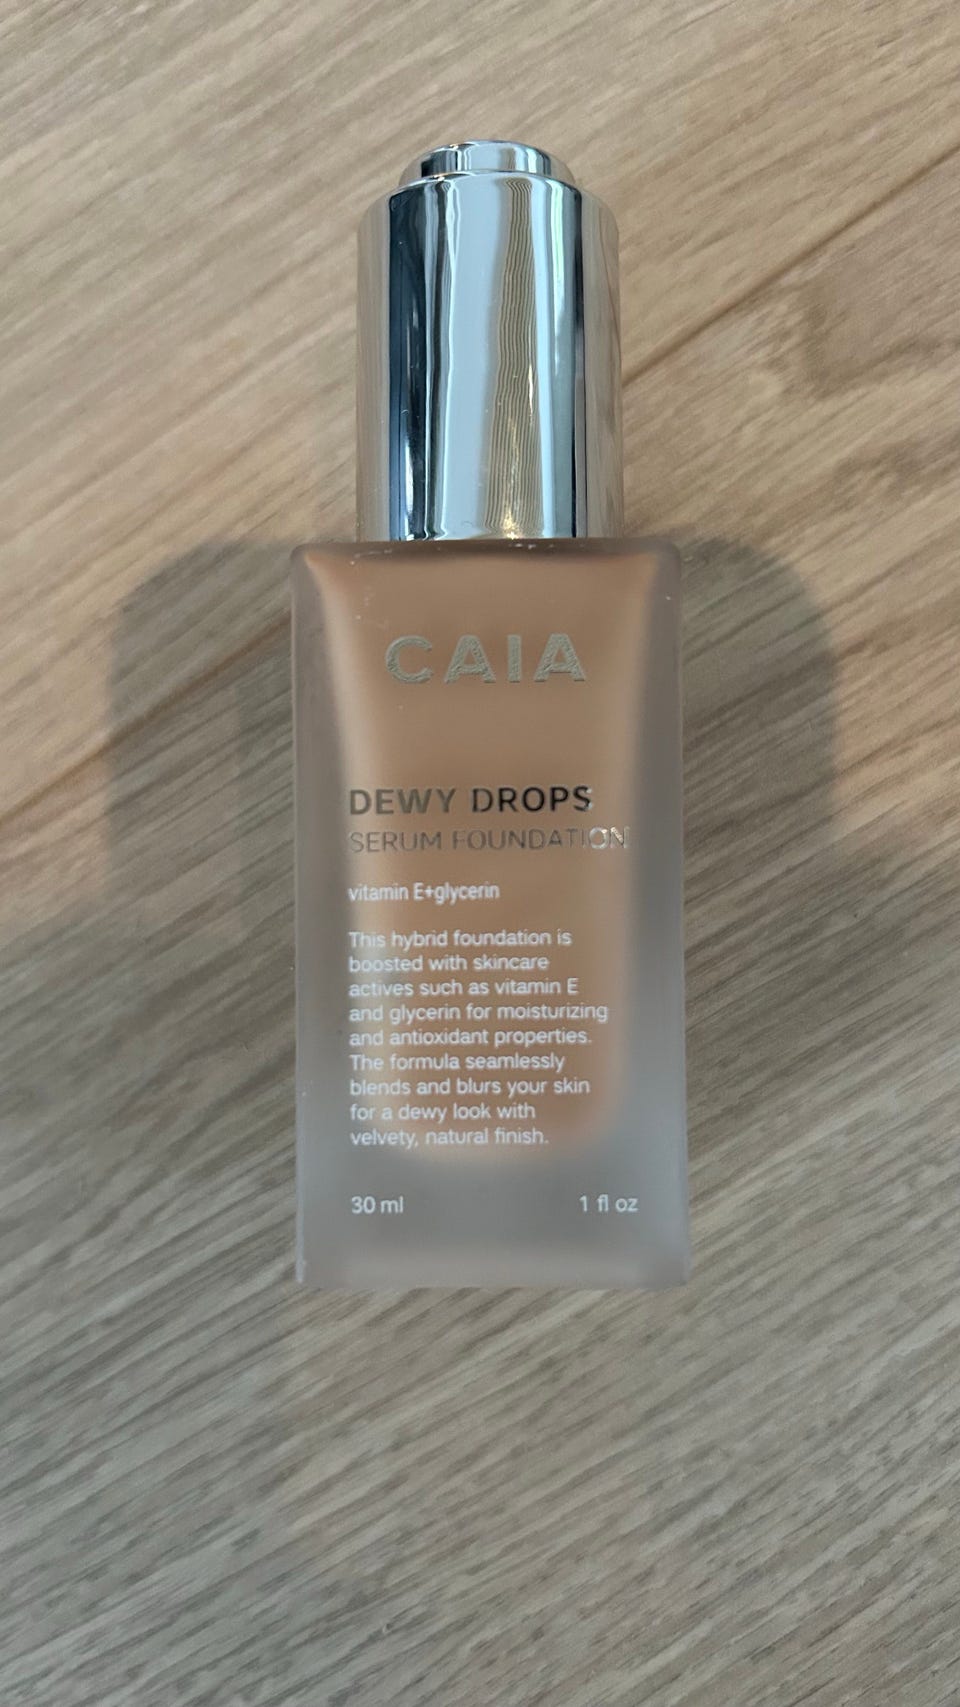 CAIA
DEWY DROPS
SERUM FOUNDATION
vitamin E+glycerin
This hybrid foundation is
boosted with skincare
actives such as vitamin E
and glycerin for moisturizing
and antioxidant properties.
The formula seamlessly
blends and blurs your skin
for a dewy look with
velvety, natural finish.
30 ml 1 fl oz